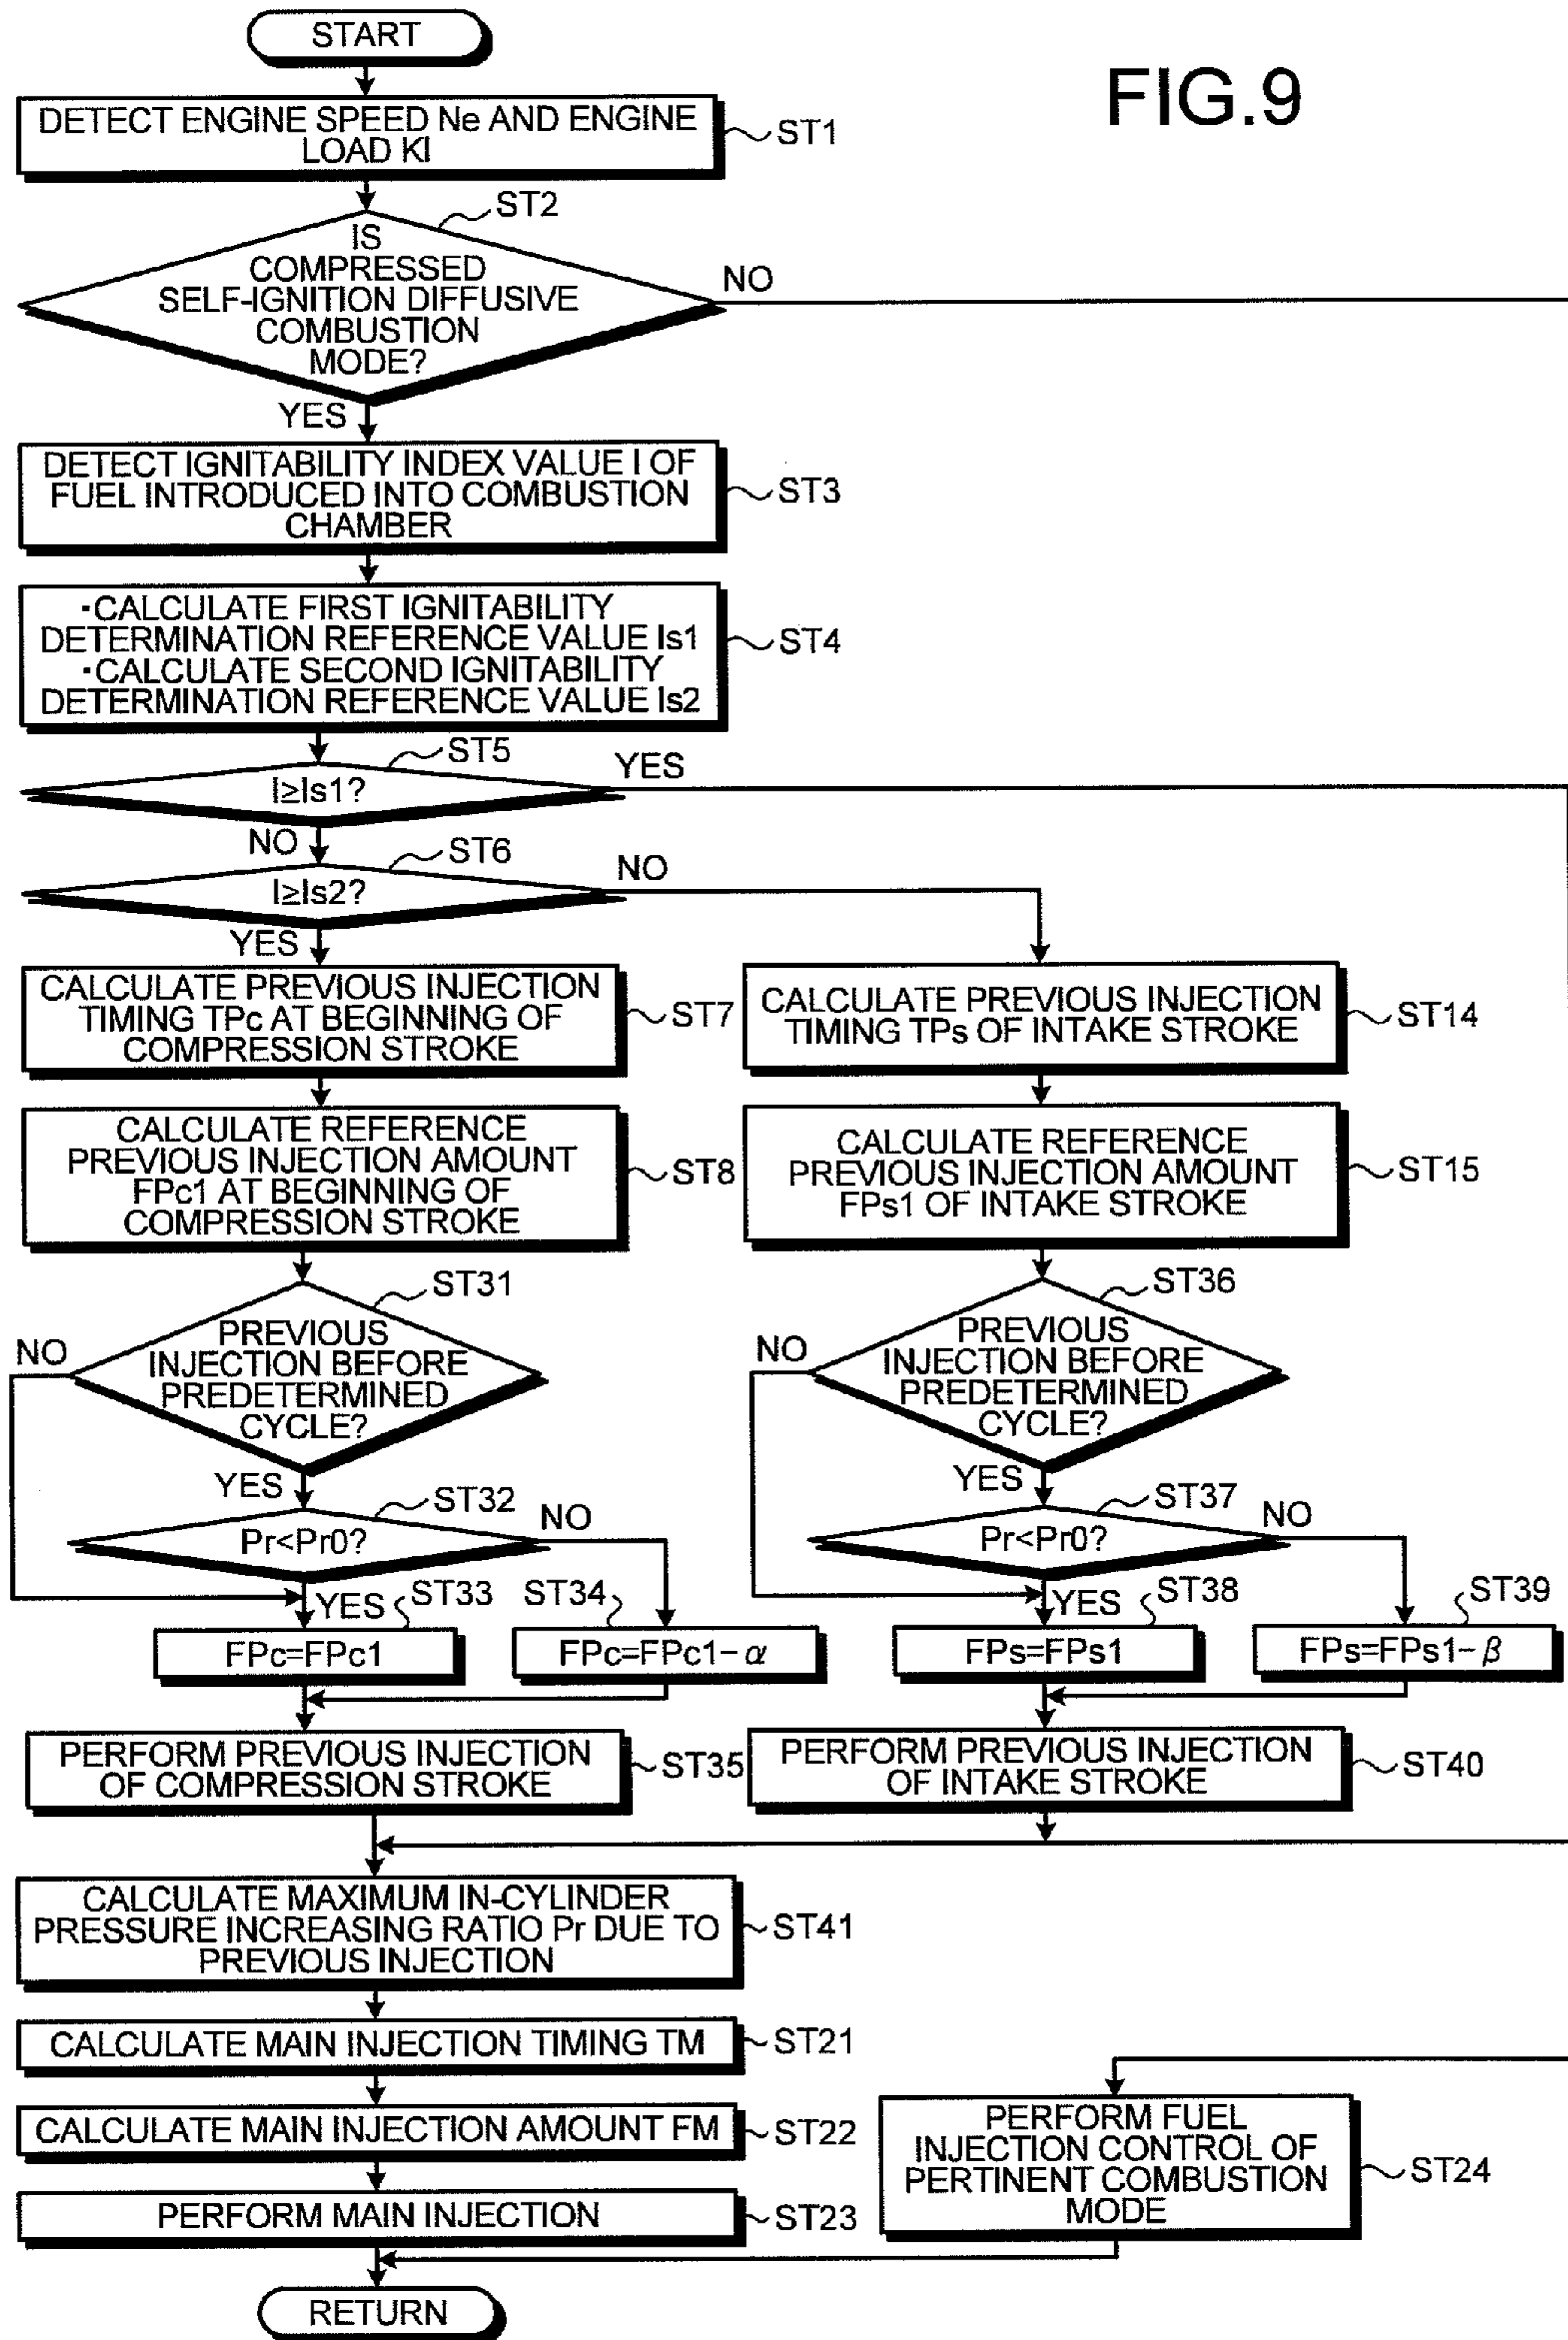 START
FIG.9
DETECT ENGINE SPEED Ne AND ENGINE
LOAD Kl
ST1
ST2
IS
COMPRESSED
SELF-IGNITION DIFFUSIVE
COMBUSTION
MODE?
NO
YES
DETECT IGNITABILITY INDEX VALUE I OF
FUEL INTRODUCED INTO COMBUSTION
CHAMBER
ST3
・CALCULATE FIRST IGNITABILITY
DETERMINATION REFERENCE VALUE Is1
・CALCULATE SECOND IGNITABILITY
DETERMINATION REFERENCE VALUE Is2
ST4
ST5
I≥Is1?
YES
NO
ST6
I≥Is2?
NO
YES
CALCULATE PREVIOUS INJECTION
TIMING TPc AT BEGINNING OF
COMPRESSION STROKE
ST7
CALCULATE PREVIOUS INJECTION
TIMING TPs OF INTAKE STROKE
ST14
CALCULATE REFERENCE
PREVIOUS INJECTION AMOUNT
FPc1 AT BEGINNING OF
COMPRESSION STROKE
ST8
CALCULATE REFERENCE
PREVIOUS INJECTION AMOUNT
FPs1 OF INTAKE STROKE
ST15
ST31
PREVIOUS
INJECTION BEFORE
PREDETERMINED
CYCLE?
NO
YES
ST36
PREVIOUS
INJECTION BEFORE
PREDETERMINED
CYCLE?
NO
YES
ST32
Pr<Pr0?
NO
YES
ST37
Pr<Pr0?
NO
YES
ST33
FPc=FPc1
ST34
FPc=FPc1−α
ST38
FPs=FPs1
ST39
FPs=FPs1−β
PERFORM PREVIOUS INJECTION
OF COMPRESSION STROKE
ST35
PERFORM PREVIOUS INJECTION
OF INTAKE STROKE
ST40
CALCULATE MAXIMUM IN-CYLINDER
PRESSURE INCREASING RATIO Pr DUE TO
PREVIOUS INJECTION
ST41
CALCULATE MAIN INJECTION TIMING TM
ST21
CALCULATE MAIN INJECTION AMOUNT FM
ST22
PERFORM MAIN INJECTION
ST23
PERFORM FUEL
INJECTION CONTROL OF
PERTINENT COMBUSTION
MODE
ST24
RETURN